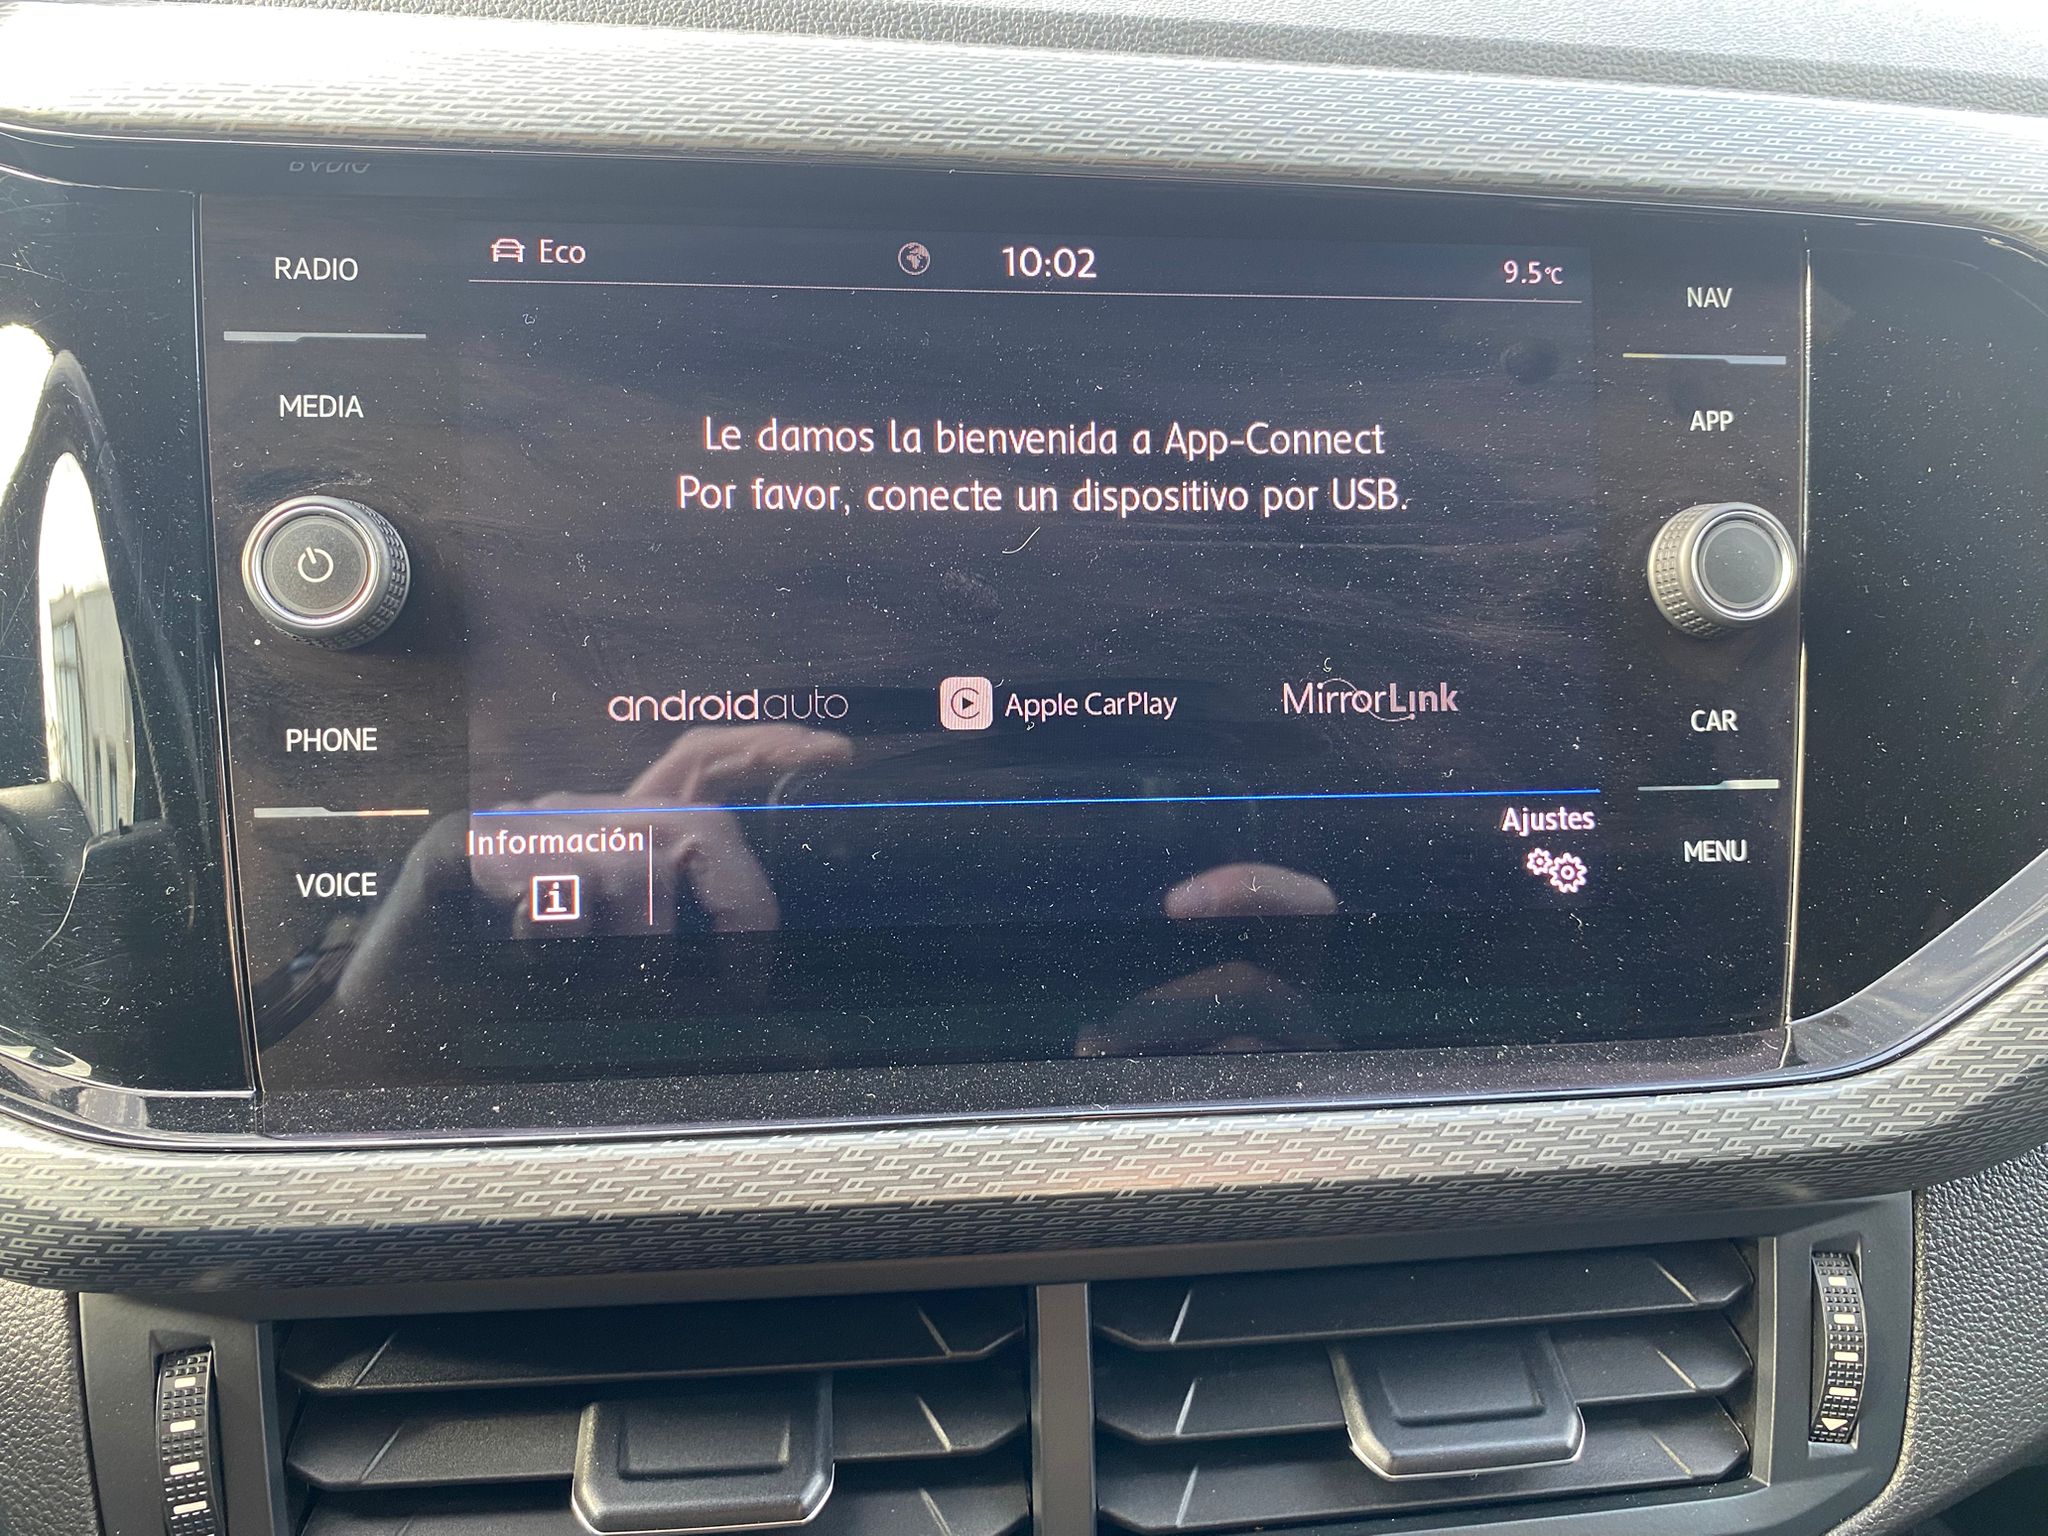 RADIO
MEDIA
PHONE
VOICE
Eco
10:02
9.5°C
Le damos la bienvenida a App-Connect
Por favor, conecte un dispositivo por USB.
androidauto
Apple CarPlay
MirrorLink
Información
i
Ajustes
NAV
APP
CAR
MENU